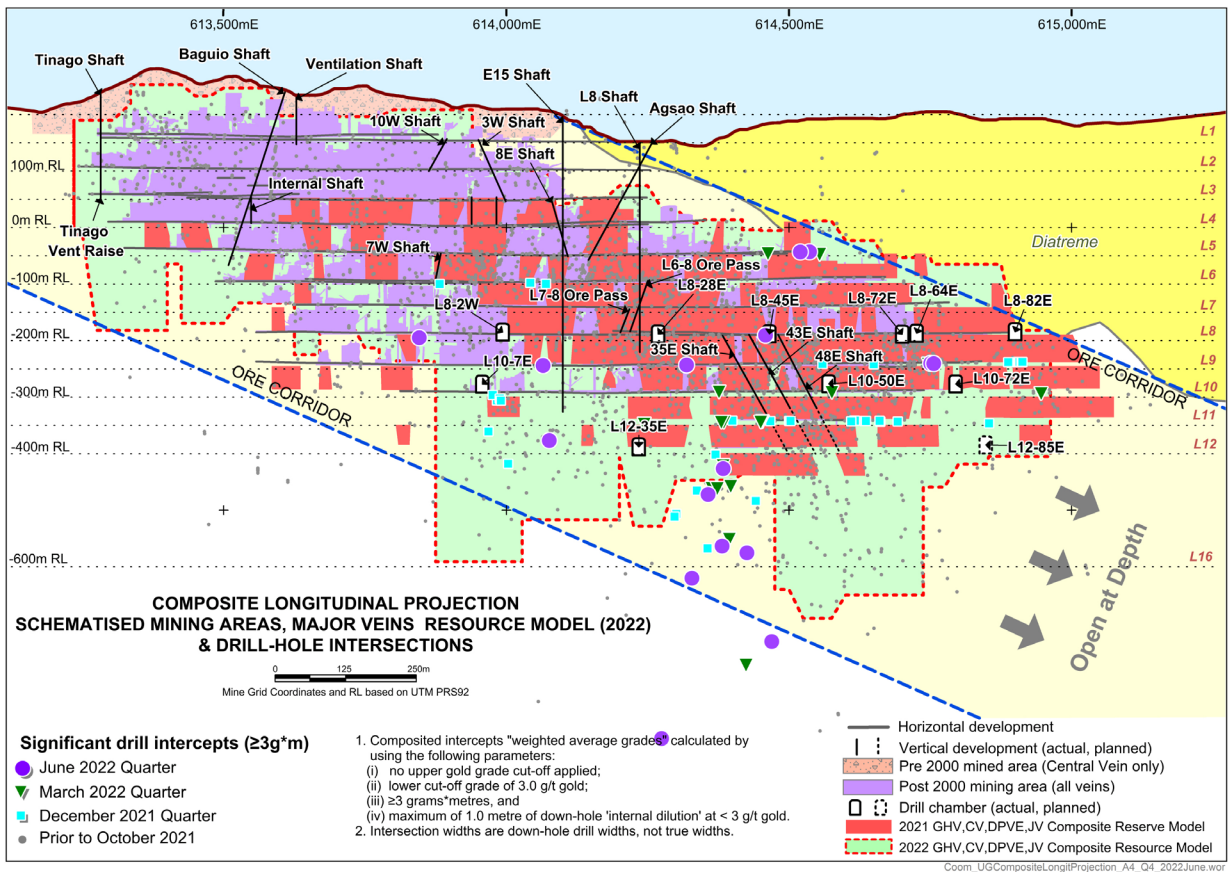 613,500mE
614,000mE
614,500mE
615,000mE
Tinago Shaft
Baguio Shaft
Ventilation Shaft
E15 Shaft
L8 Shaft
Agsao Shaft
10W Shaft
3W Shaft
8E Shaft
L1
L2
L3
L4
L5
L6
L7
L8
L9
L10
L11
L12
L16
100m RL
0m RL
-100m RL
-200m RL
-300m RL
-400m RL
-600m RL
Internal Shaft
Tinago
Vent Raise
7W Shaft
Diatreme
L6-8 Ore Pass
L7-8 Ore Pass
L8-28E
L8-2W
L8-45E
L8-72E
L8-64E
L8-82E
43E Shaft
35E Shaft
48E Shaft
L10-7E
L10-50E
L10-72E
ORE CORRIDOR
ORE CORRIDOR
L12-35E
L12-85E
Open at Depth
COMPOSITE LONGITUDINAL PROJECTION
SCHEMATISED MINING AREAS, MAJOR VEINS RESOURCE MODEL (2022)
& DRILL-HOLE INTERSECTIONS
0 125 250m
Mine Grid Coordinates and RL based on UTM PRS92
Significant drill intercepts (≥3g*m)
June 2022 Quarter
March 2022 Quarter
December 2021 Quarter
Prior to October 2021
1. Composited intercepts "weighted average grades" calculated by
using the following parameters:
(i) no upper gold grade cut-off applied;
(ii) lower cut-off grade of 3.0 g/t gold;
(iii) ≥3 grams*metres, and
(iv) maximum of 1.0 metre of down-hole 'internal dilution' at < 3 g/t gold.
2. Intersection widths are down-hole drill widths, not true widths.
Horizontal development
Vertical development (actual, planned)
Pre 2000 mined area (Central Vein only)
Post 2000 mining area (all veins)
Drill chamber (actual, planned)
2021 GHV,CV,DPVE,JV Composite Reserve Model
2022 GHV,CV,DPVE,JV Composite Resource Model
Coom_UGCompositeLongitProjection_A4_Q4_2022June.wor